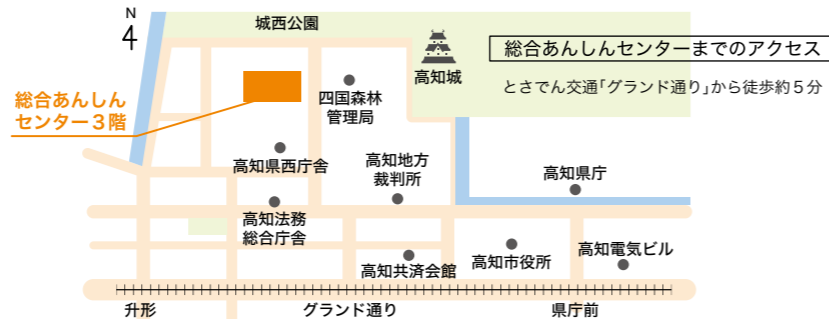 N
城西公園
総合あんしんセンターまでのアクセス
高知城
とさでん交通｢グランド通り｣から徒歩約５分
総合あんしん
センター３階
四国森林
管理局
高知県西庁舎
高知地方
裁判所
高知県庁
高知法務
総合庁舎
高知共済会館
高知市役所
高知電気ビル
升形
グランド通り
県庁前